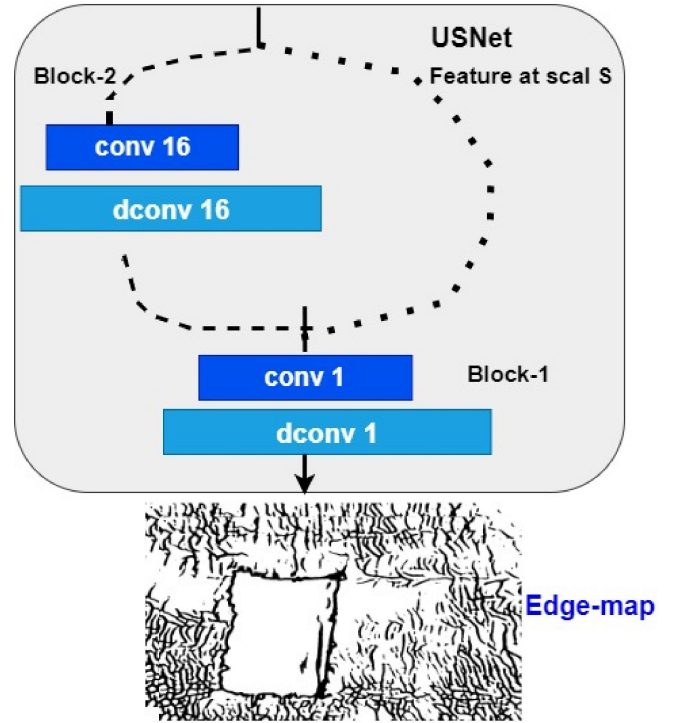 USNet
Block-2
Feature at scal S
conv 16
dconv 16
conv 1
Block-1
dconv 1
Edge-map